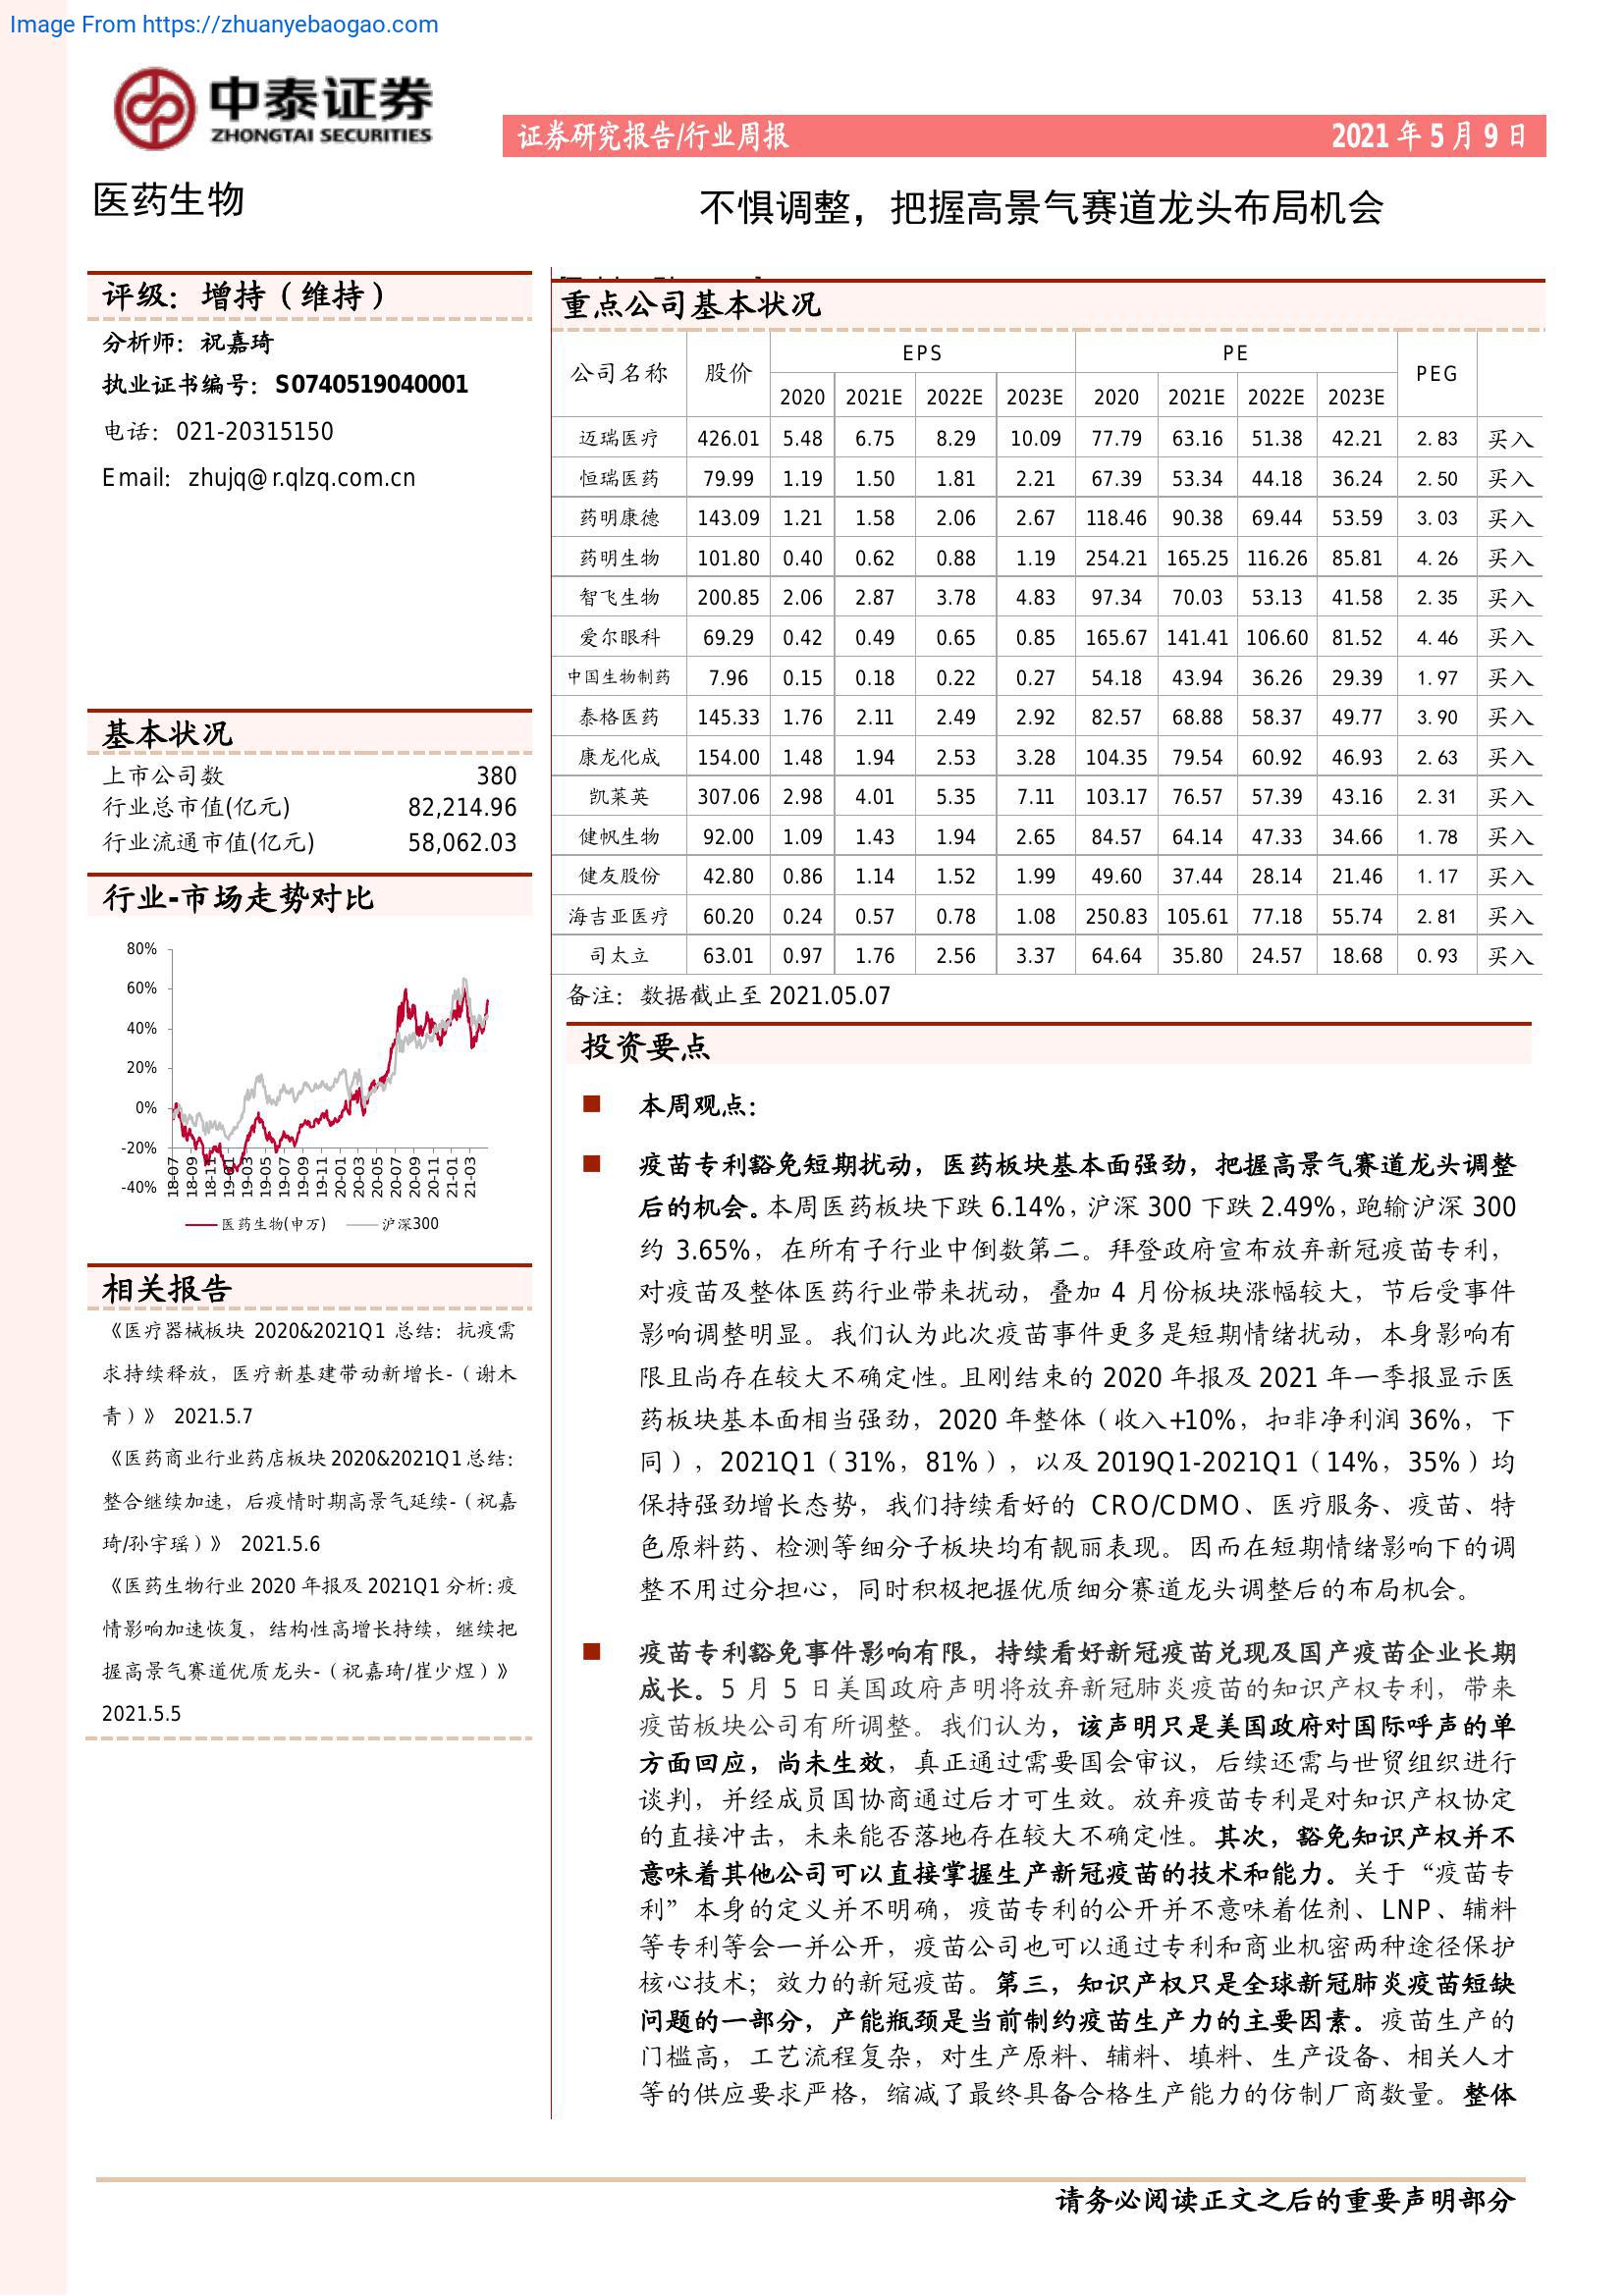 Image From https://zhuanyebaogao.com
中泰证券
ZHONGTAI SECURITIES
证券研究报告/行业周报 2021 年 5 月 9 日
医药生物
不惧调整，把握高景气赛道龙头布局机会
评级：增持（维持）
分析师：祝嘉琦
执业证书编号：S0740519040001
电话：021-20315150
Email：zhujq@r.qlzq.com.cn
基本状况
上市公司数 380
行业总市值(亿元) 82,214.96
行业流通市值(亿元) 58,062.03
行业-市场走势对比
80%
60%
40%
20%
0%
-20%
-40%
18-07 18-09 18-11 19-01 19-03 19-05 19-07 19-09 19-11 20-01 20-03 20-05 20-07 20-09 20-11 21-01 21-03
医药生物(申万) 沪深300
相关报告
《医疗器械板块 2020&2021Q1 总结：抗疫需
求持续释放，医疗新基建带动新增长-（谢木
青）》 2021.5.7
《医药商业行业药店板块2020&2021Q1总结：
整合继续加速，后疫情时期高景气延续-（祝嘉
琦/孙宇瑶）》 2021.5.6
《医药生物行业 2020 年报及 2021Q1 分析：疫
情影响加速恢复，结构性高增长持续，继续把
握高景气赛道优质龙头-（祝嘉琦/崔少煜）》
2021.5.5
重点公司基本状况
公司名称 股价 EPS PE PEG
2020 2021E 2022E 2023E 2020 2021E 2022E 2023E
迈瑞医疗 426.01 5.48 6.75 8.29 10.09 77.79 63.16 51.38 42.21 2.83 买入
恒瑞医药 79.99 1.19 1.50 1.81 2.21 67.39 53.34 44.18 36.24 2.50 买入
药明康德 143.09 1.21 1.58 2.06 2.67 118.46 90.38 69.44 53.59 3.03 买入
药明生物 101.80 0.40 0.62 0.88 1.19 254.21 165.25 116.26 85.81 4.26 买入
智飞生物 200.85 2.06 2.87 3.78 4.83 97.34 70.03 53.13 41.58 2.35 买入
爱尔眼科 69.29 0.42 0.49 0.65 0.85 165.67 141.41 106.60 81.52 4.46 买入
中国生物制药 7.96 0.15 0.18 0.22 0.27 54.18 43.94 36.26 29.39 1.97 买入
泰格医药 145.33 1.76 2.11 2.49 2.92 82.57 68.88 58.37 49.77 3.90 买入
康龙化成 154.00 1.48 1.94 2.53 3.28 104.35 79.54 60.92 46.93 2.63 买入
凯莱英 307.06 2.98 4.01 5.35 7.11 103.17 76.57 57.39 43.16 2.31 买入
健帆生物 92.00 1.09 1.43 1.94 2.65 84.57 64.14 47.33 34.66 1.78 买入
健友股份 42.80 0.86 1.14 1.52 1.99 49.60 37.44 28.14 21.46 1.17 买入
海吉亚医疗 60.20 0.24 0.57 0.78 1.08 250.83 105.61 77.18 55.74 2.81 买入
司太立 63.01 0.97 1.76 2.56 3.37 64.64 35.80 24.57 18.68 0.93 买入
备注：数据截止至 2021.05.07
投资要点
■ 本周观点：
■ 疫苗专利豁免短期扰动，医药板块基本面强劲，把握高景气赛道龙头调整
后的机会。本周医药板块下跌 6.14%，沪深 300 下跌 2.49%，跑输沪深 300
约 3.65%，在所有子行业中倒数第二。拜登政府宣布放弃新冠疫苗专利，
对疫苗及整体医药行业带来扰动，叠加 4 月份板块涨幅较大，节后受事件
影响调整明显。我们认为此次疫苗事件更多是短期情绪扰动，本身影响有
限且尚存在较大不确定性。且刚结束的 2020 年报及 2021 年一季报显示医
药板块基本面相当强劲，2020 年整体（收入+10%，扣非净利润 36%，下
同），2021Q1（31%，81%），以及 2019Q1-2021Q1（14%，35%）均
保持强劲增长态势，我们持续看好的 CRO/CDMO、医疗服务、疫苗、特
色原料药、检测等细分子板块均有靓丽表现。因而在短期情绪影响下的调
整不用过分担心，同时积极把握优质细分赛道龙头调整后的布局机会。
■ 疫苗专利豁免事件影响有限，持续看好新冠疫苗兑现及国产疫苗企业长期
成长。5 月 5 日美国政府声明将放弃新冠肺炎疫苗的知识产权专利，带来
疫苗板块公司有所调整。我们认为，该声明只是美国政府对国际呼声的单
方面回应，尚未生效，真正通过需要国会审议，后续还需与世贸组织进行
谈判，并经成员国协商通过后才可生效。放弃疫苗专利是对知识产权协定
的直接冲击，未来能否落地存在较大不确定性。其次，豁免知识产权并不
意味着其他公司可以直接掌握生产新冠疫苗的技术和能力。关于“疫苗专
利”本身的定义并不明确，疫苗专利的公开并不意味着佐剂、LNP、辅料
等专利等会一并公开，疫苗公司也可以通过专利和商业机密两种途径保护
核心技术；效力的新冠疫苗。第三，知识产权只是全球新冠肺炎疫苗短缺
问题的一部分，产能瓶颈是当前制约疫苗生产力的主要因素。疫苗生产的
门槛高，工艺流程复杂，对生产原料、辅料、填料、生产设备、相关人才
等的供应要求严格，缩减了最终具备合格生产能力的仿制厂商数量。整体
请务必阅读正文之后的重要声明部分